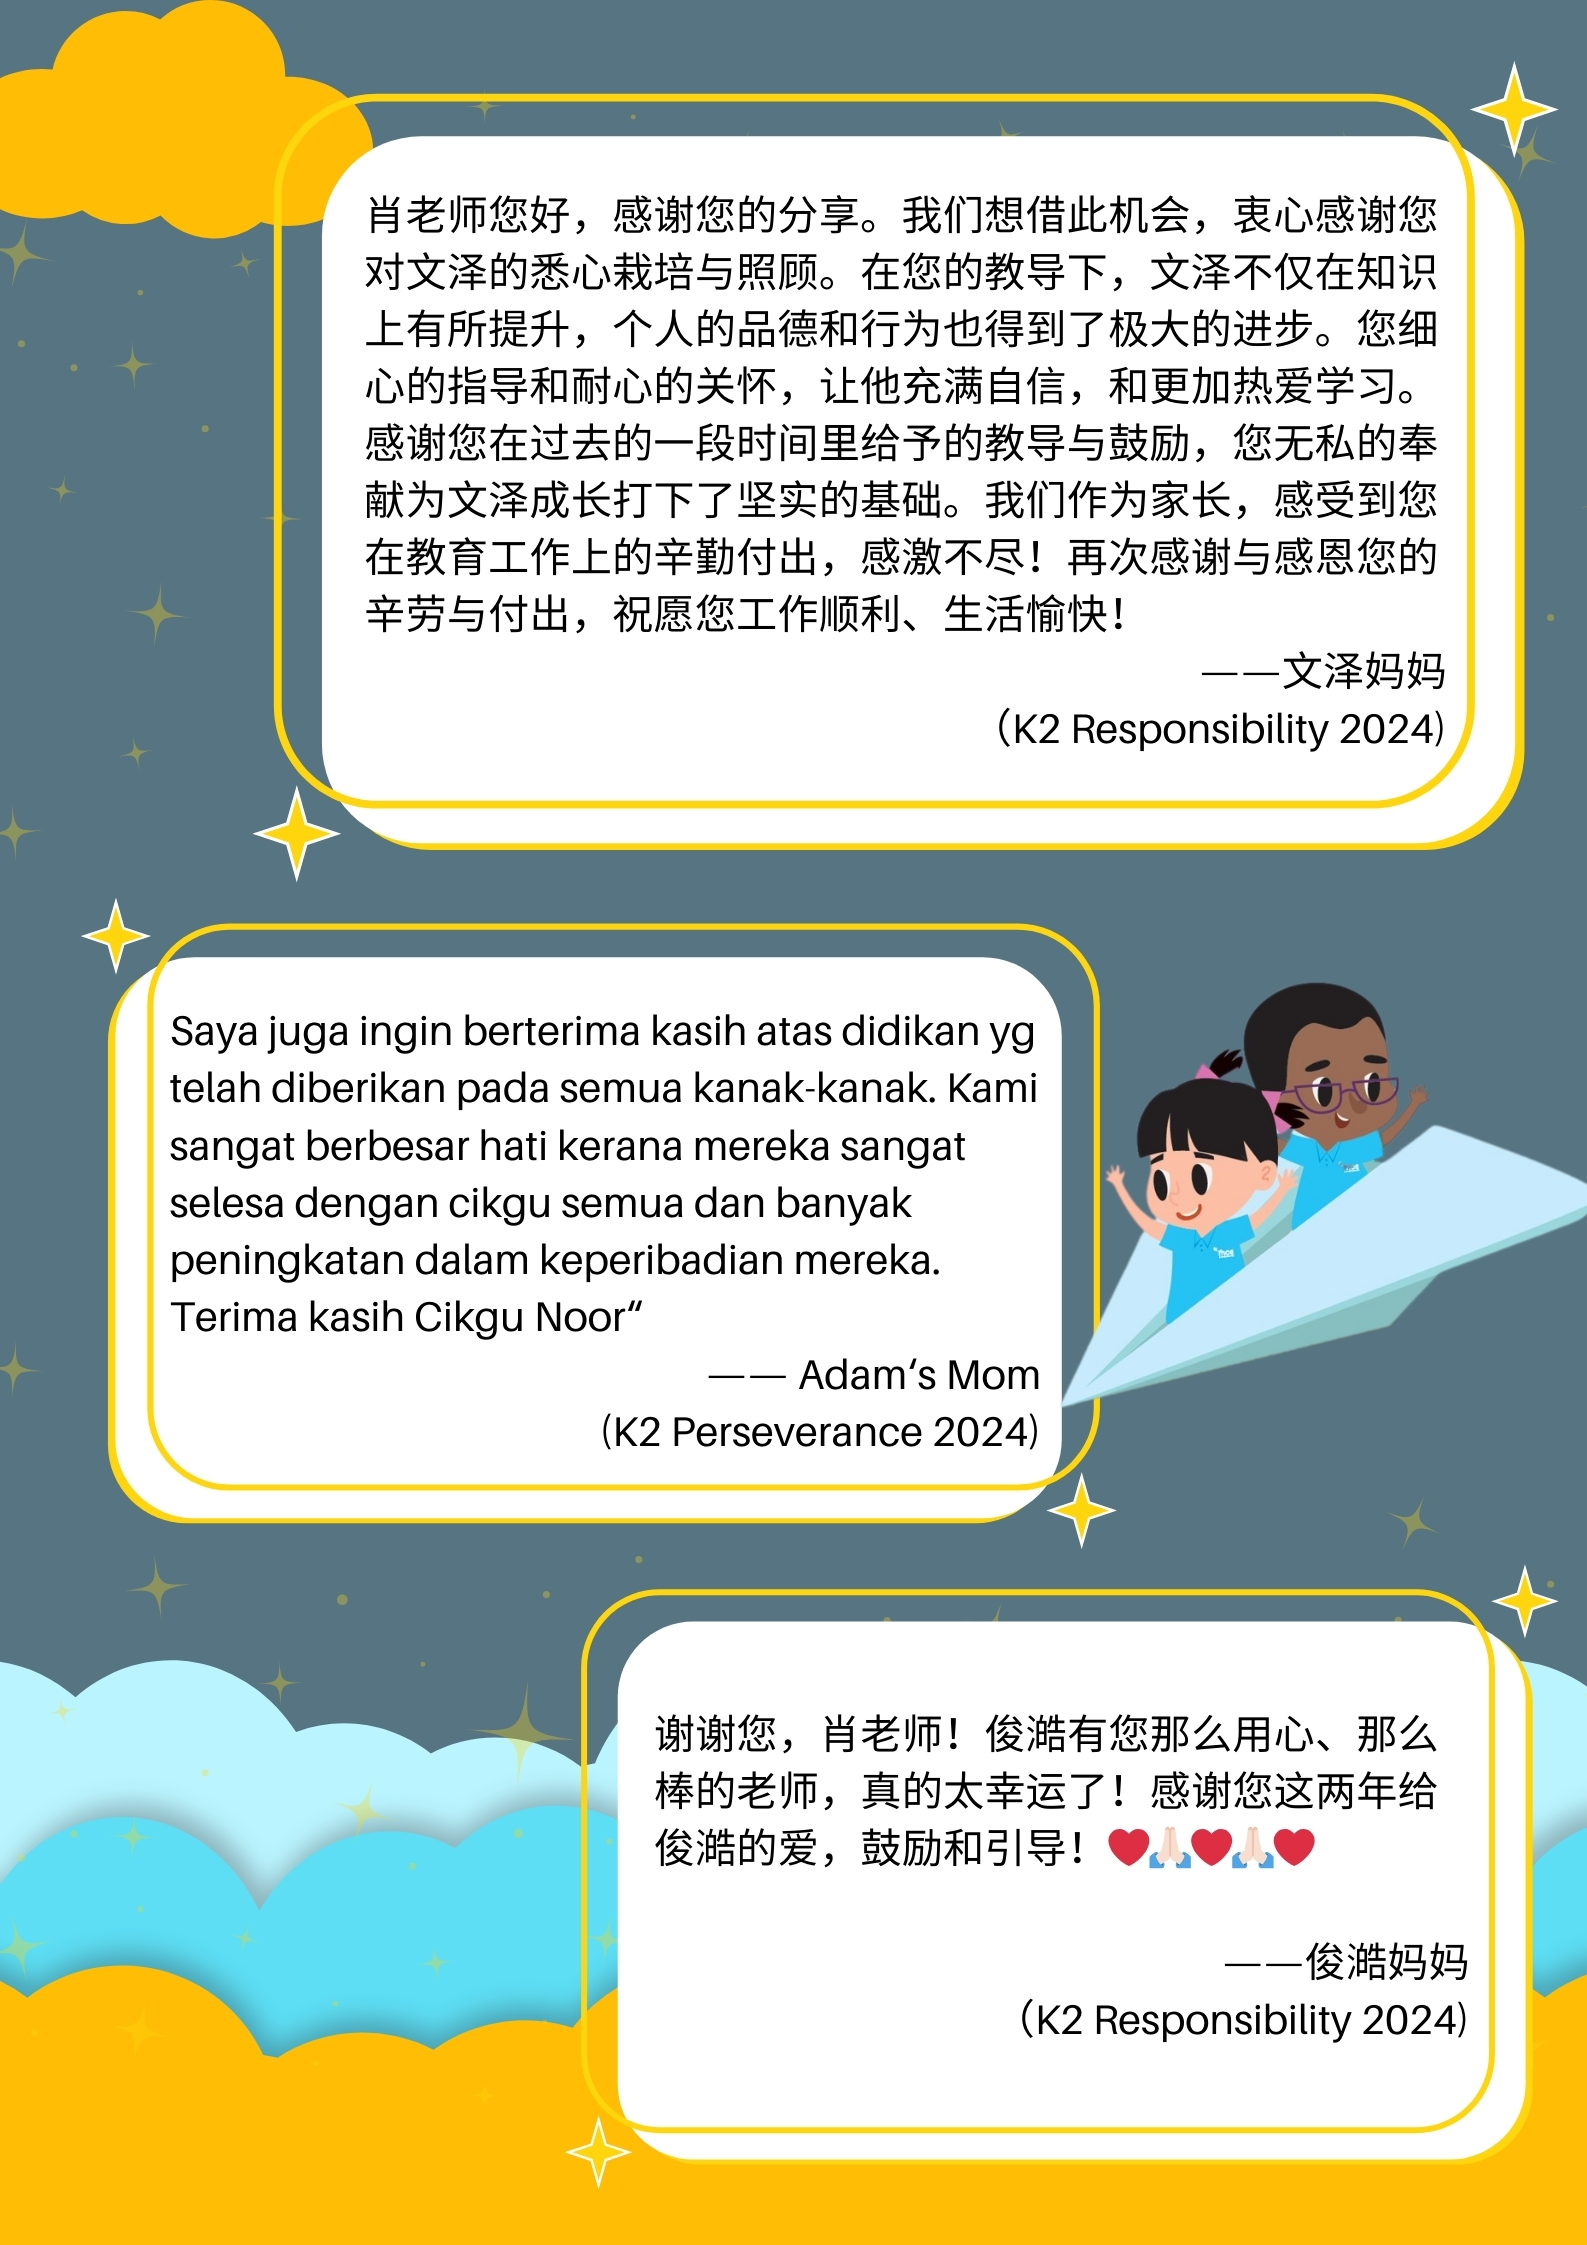 肖老师您好，感谢您的分享。我们想借此机会，衷心感谢您
对文泽的悉心栽培与照顾。在您的教导下，文泽不仅在知识
上有所提升，个人的品德和行为也得到了极大的进步。您细
心的指导和耐心的关怀，让他充满自信，和更加热爱学习。
感谢您在过去的一段时间里给予的教导与鼓励，您无私的奉
献为文泽成长打下了坚实的基础。我们作为家长，感受到您
在教育工作上的辛勤付出，感激不尽！再次感谢与感恩您的
辛劳与付出，祝愿您工作顺利、生活愉快！
——文泽妈妈
（K2 Responsibility 2024)
Saya juga ingin berterima kasih atas didikan yg
telah diberikan pada semua kanak-kanak. Kami
sangat berbesar hati kerana mereka sangat
selesa dengan cikgu semua dan banyak
peningkatan dalam keperibadian mereka.
Terima kasih Cikgu Noor“
—— Adam‘s Mom
(K2 Perseverance 2024)
谢谢您，肖老师！俊澔有您那么用心、那么
棒的老师，真的太幸运了！感谢您这两年给
俊澔的爱，鼓励和引导！❤️🙏🏻❤️🙏🏻❤️
——俊澔妈妈
（K2 Responsibility 2024)